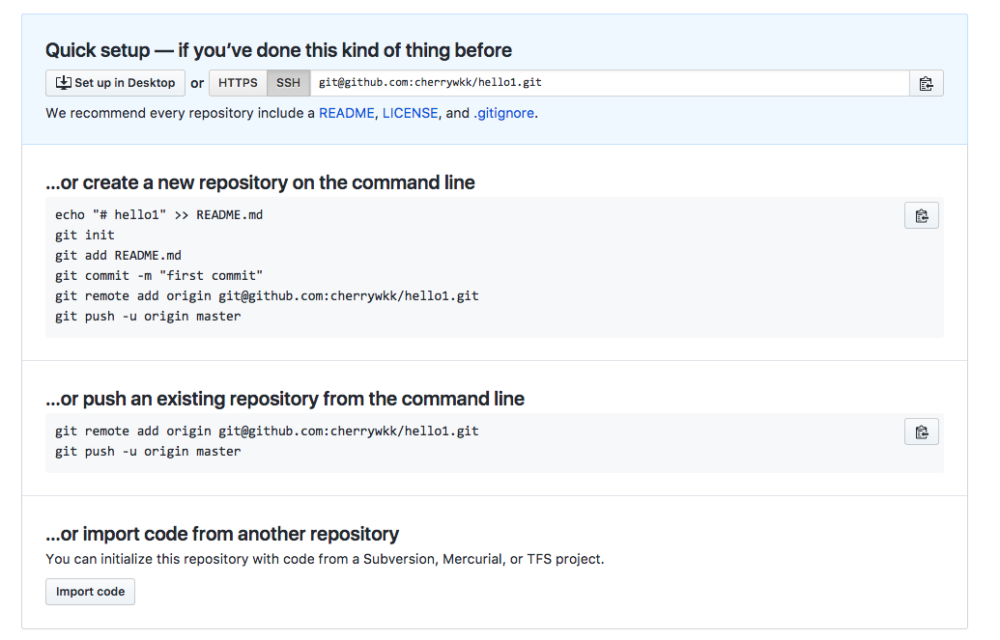 Quick setup — if you’ve done this kind of thing before
Set up in Desktop or HTTPS SSH git@github.com:cherrywkk/hello1.git
We recommend every repository include a README, LICENSE, and .gitignore.
...or create a new repository on the command line
echo "# hello1" >> README.md
git init
git add README.md
git commit -m "first commit"
git remote add origin git@github.com:cherrywkk/hello1.git
git push -u origin master
...or push an existing repository from the command line
git remote add origin git@github.com:cherrywkk/hello1.git
git push -u origin master
...or import code from another repository
You can initialize this repository with code from a Subversion, Mercurial, or TFS project.
Import code